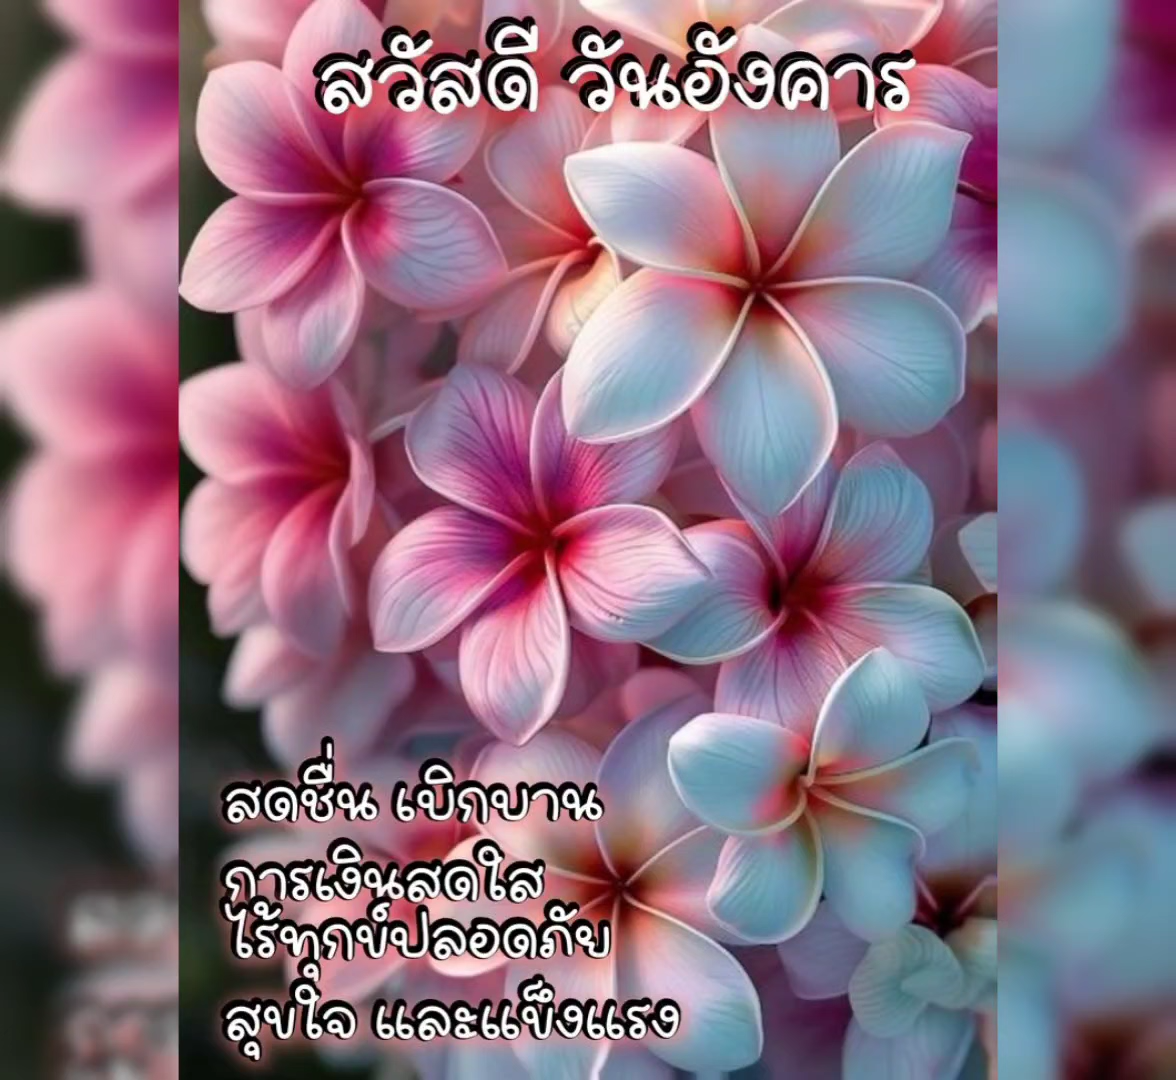 สวัสดี วันอังคาร
สดชื่น เบิกบาน
การเงินสดใส
ไร้ทุกข์ปลอดภัย
สุขใจ และแข็งแรง